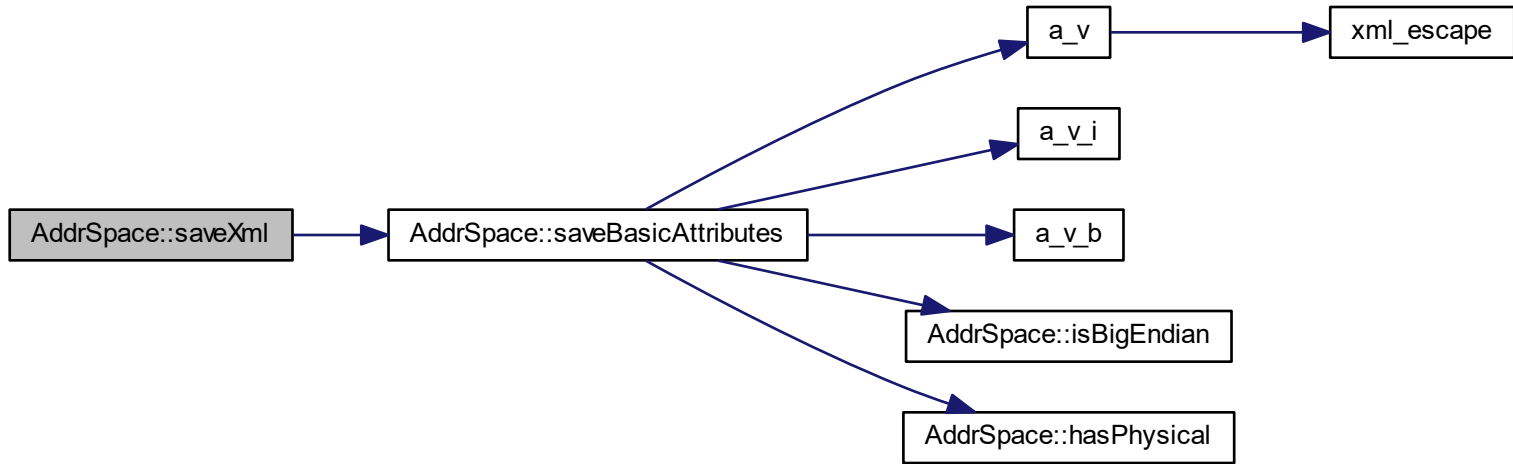 AddrSpace::saveXml
AddrSpace::saveBasicAttributes
a_v
xml_escape
a_v_i
a_v_b
AddrSpace::isBigEndian
AddrSpace::hasPhysical